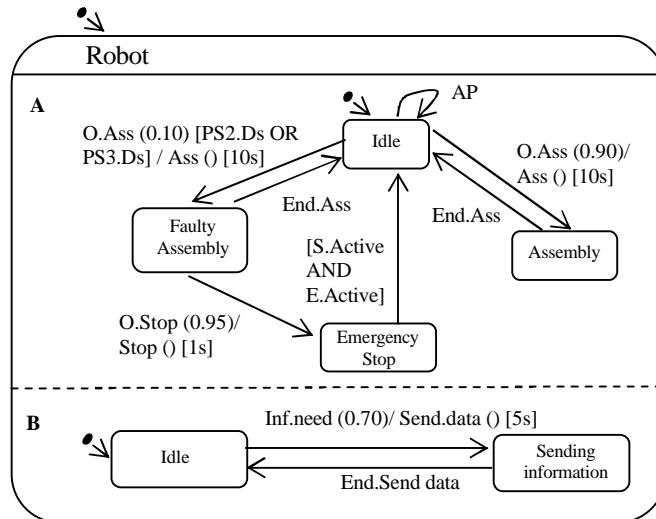 Robot
A
AP
O.Ass (0.10) [PS2.Ds OR
PS3.Ds] / Ass () [10s]
Idle
O.Ass (0.90)/
Ass () [10s]
End.Ass
End.Ass
Faulty
Assembly
[S.Active
AND
E.Active]
Assembly
O.Stop (0.95)/
Stop () [1s]
Emergency
Stop
B
Inf.need (0.70)/ Send.data () [5s]
Idle
Sending
information
End.Send data